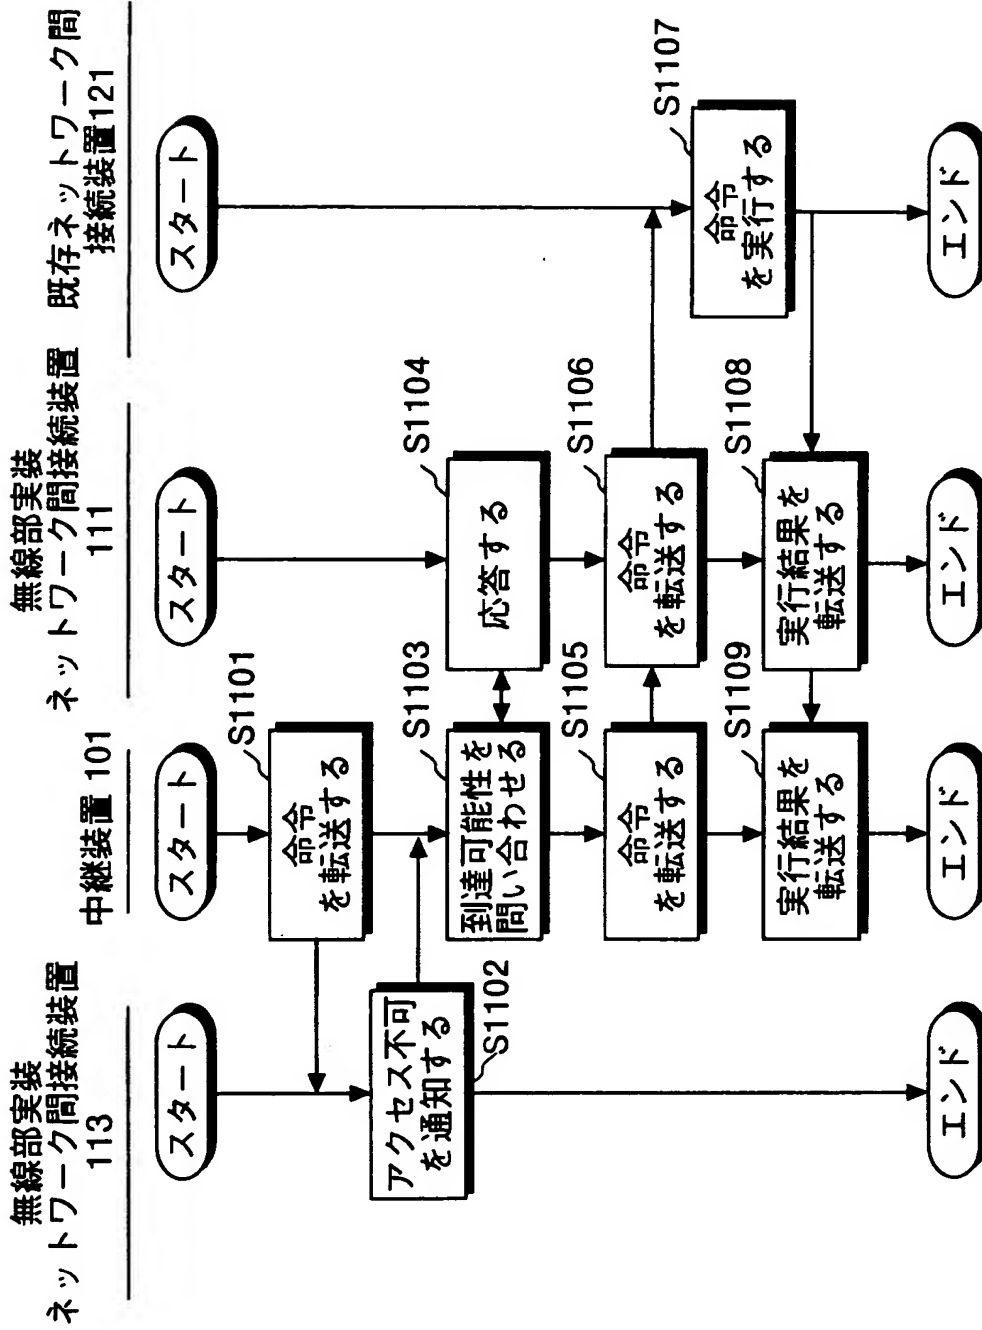 無線部実装
ネットワーク間接続装置
113
中継装置 101
無線部実装
ネットワーク間接続装置
111
既存ネットワーク間
接続装置121
スタート
スタート
スタート
スタート
S1101
命令
を転送する
アクセス不可
を通知する
S1102
S1103
到達可能性を
問い合わせる
S1104
応答する
S1105
命令
を転送する
S1106
命令
を転送する
S1107
命令
を実行する
S1108
実行結果を
転送する
S1109
実行結果を
転送する
エンド
エンド
エンド
エンド